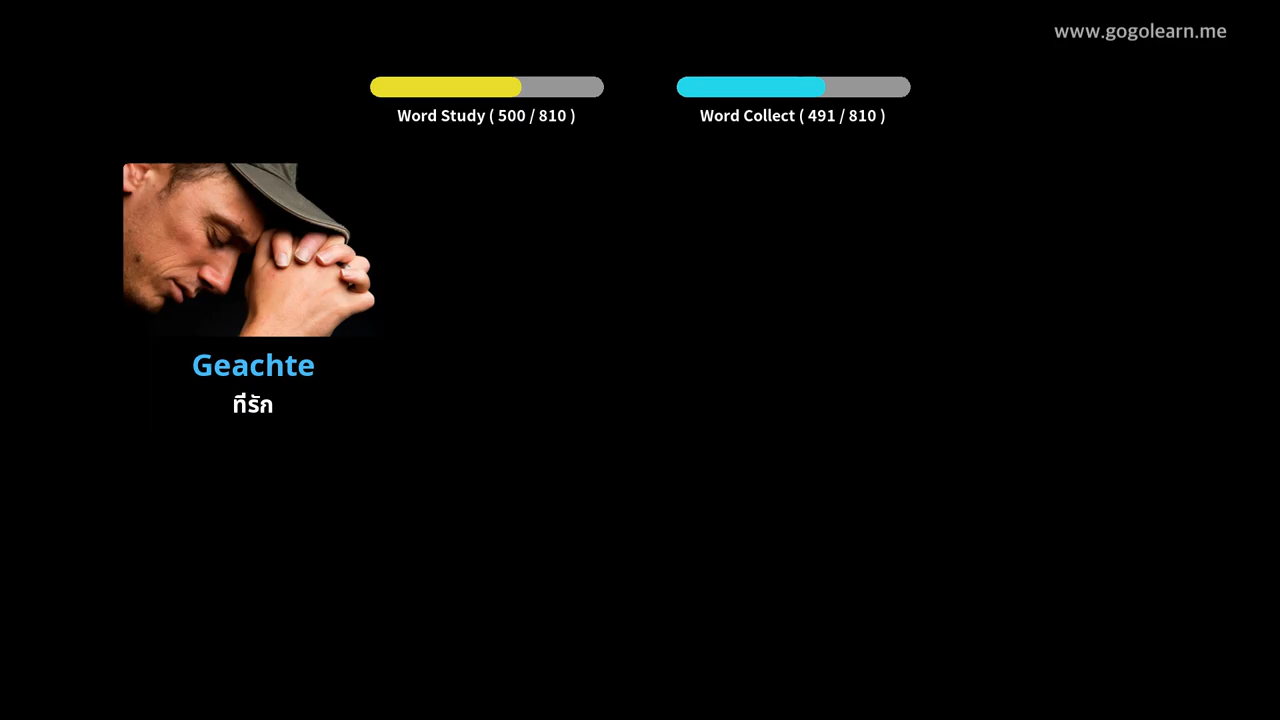 www.gogolearn.me
Word Study ( 500 / 810 )
Word Collect ( 491 / 810 )
Geachte
ที่รัก